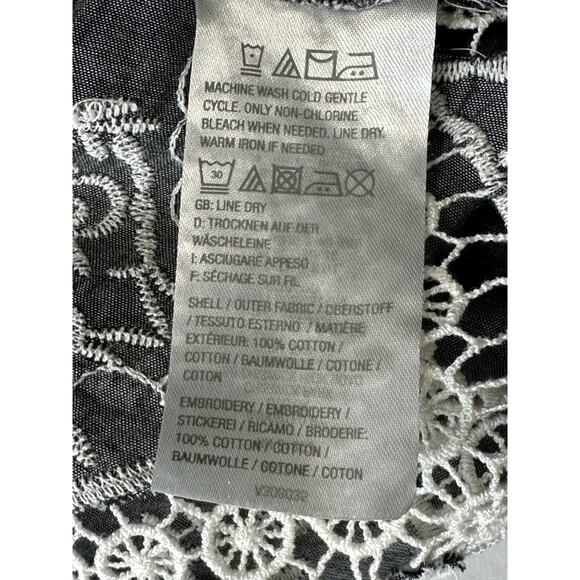 MACHINE WASH COLD GENTLE
CYCLE. ONLY NON-CHLORINE
BLEACH WHEN NEEDED. LINE DRY.
WARM IRON IF NEEDED
30
GB: LINE DRY
D: TROCKNEN AUF DER
WÄSCHELEINE
I: ASCIUGARE APPESO
F: SÉCHAGE SUR FIL
SHELL / OUTER FABRIC / OBERSTOFF
/ TESSUTO ESTERNO / MATIÈRE
EXTÉRIEUR: 100% COTTON /
COTTON / BAUMWOLLE / COTONE /
COTON
EMBROIDERY / EMBROIDERY /
STICKEREI / RICAMO / BRODERIE:
100% COTTON / COTTON /
BAUMWOLLE / COTONE / COTON
V308032